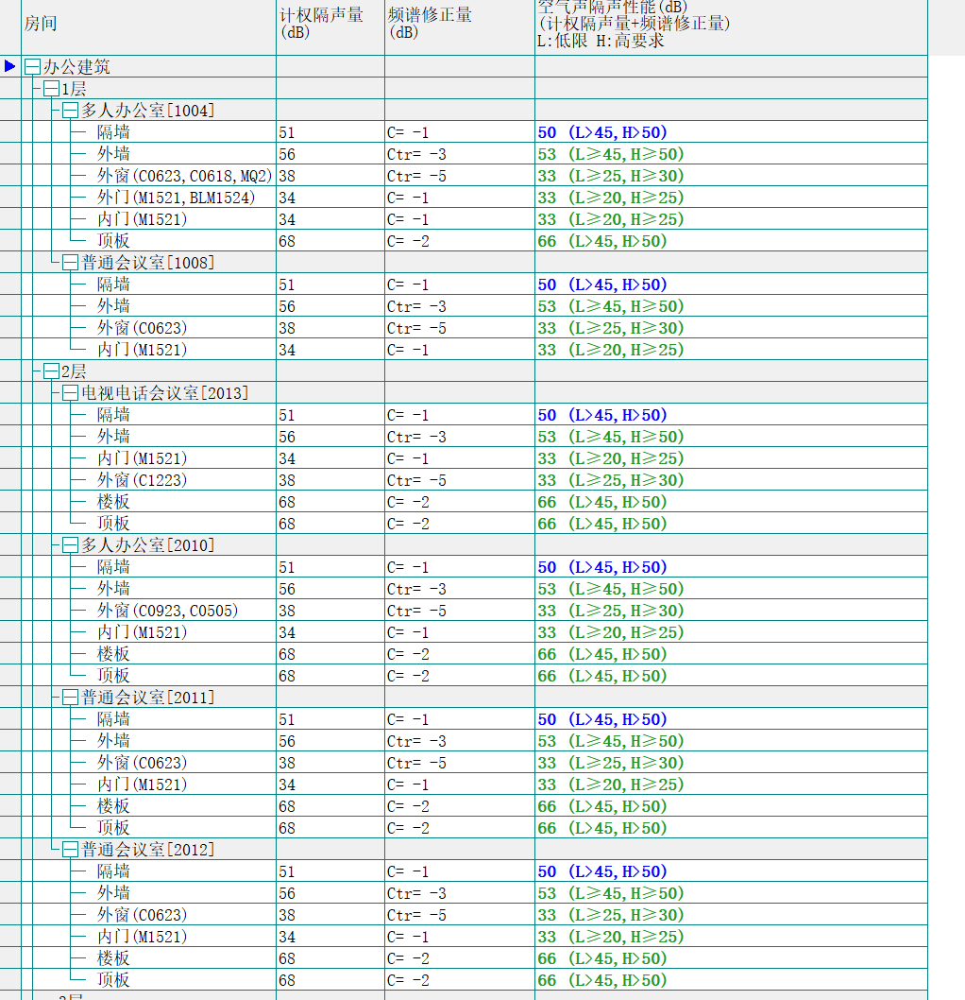 房间
计权隔声量
(dB)
频谱修正量
(dB)
空气声隔声性能(dB)
(计权隔声量+频谱修正量)
L:低限 H:高要求
办公建筑
1层
多人办公室[1004]
隔墙 51 C= -1 50 (L>45,H>50)
外墙 56 Ctr= -3 53 (L≥45,H≥50)
外窗(C0623,C0618,MQ2) 38 Ctr= -5 33 (L≥25,H≥30)
外门(M1521,BLM1524) 34 C= -1 33 (L≥20,H≥25)
内门(M1521) 34 C= -1 33 (L≥20,H≥25)
顶板 68 C= -2 66 (L>45,H>50)
普通会议室[1008]
隔墙 51 C= -1 50 (L>45,H>50)
外墙 56 Ctr= -3 53 (L≥45,H≥50)
外窗(C0623) 38 Ctr= -5 33 (L≥25,H≥30)
内门(M1521) 34 C= -1 33 (L≥20,H≥25)
2层
电视电话会议室[2013]
隔墙 51 C= -1 50 (L>45,H>50)
外墙 56 Ctr= -3 53 (L≥45,H≥50)
内门(M1521) 34 C= -1 33 (L≥20,H≥25)
外窗(C1223) 38 Ctr= -5 33 (L≥25,H≥30)
楼板 68 C= -2 66 (L>45,H>50)
顶板 68 C= -2 66 (L>45,H>50)
多人办公室[2010]
隔墙 51 C= -1 50 (L>45,H>50)
外墙 56 Ctr= -3 53 (L≥45,H≥50)
外窗(C0923,C0505) 38 Ctr= -5 33 (L≥25,H≥30)
内门(M1521) 34 C= -1 33 (L≥20,H≥25)
楼板 68 C= -2 66 (L>45,H>50)
顶板 68 C= -2 66 (L>45,H>50)
普通会议室[2011]
隔墙 51 C= -1 50 (L>45,H>50)
外墙 56 Ctr= -3 53 (L≥45,H≥50)
外窗(C0623) 38 Ctr= -5 33 (L≥25,H≥30)
内门(M1521) 34 C= -1 33 (L≥20,H≥25)
楼板 68 C= -2 66 (L>45,H>50)
顶板 68 C= -2 66 (L>45,H>50)
普通会议室[2012]
隔墙 51 C= -1 50 (L>45,H>50)
外墙 56 Ctr= -3 53 (L≥45,H≥50)
外窗(C0623) 38 Ctr= -5 33 (L≥25,H≥30)
内门(M1521) 34 C= -1 33 (L≥20,H≥25)
楼板 68 C= -2 66 (L>45,H>50)
顶板 68 C= -2 66 (L>45,H>50)